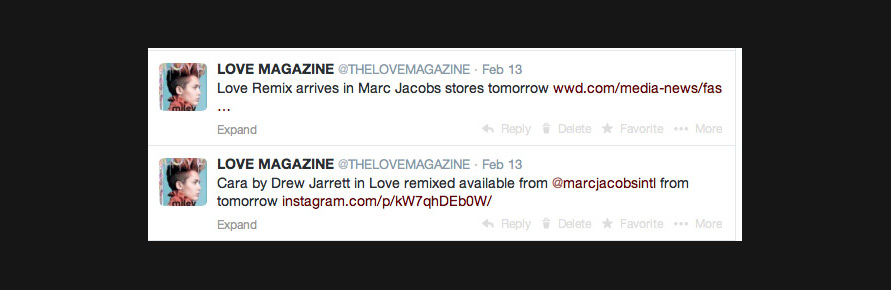 LOVE MAGAZINE @THELOVEMAGAZINE · Feb 13
Love Remix arrives in Marc Jacobs stores tomorrow wwd.com/media-news/fas
…
Expand Reply Delete Favorite More
miley
LOVE MAGAZINE @THELOVEMAGAZINE · Feb 13
Cara by Drew Jarrett in Love remixed available from @marcjacobsintl from
tomorrow instagram.com/p/kW7qhDEb0W/
Expand Reply Delete Favorite More
miley